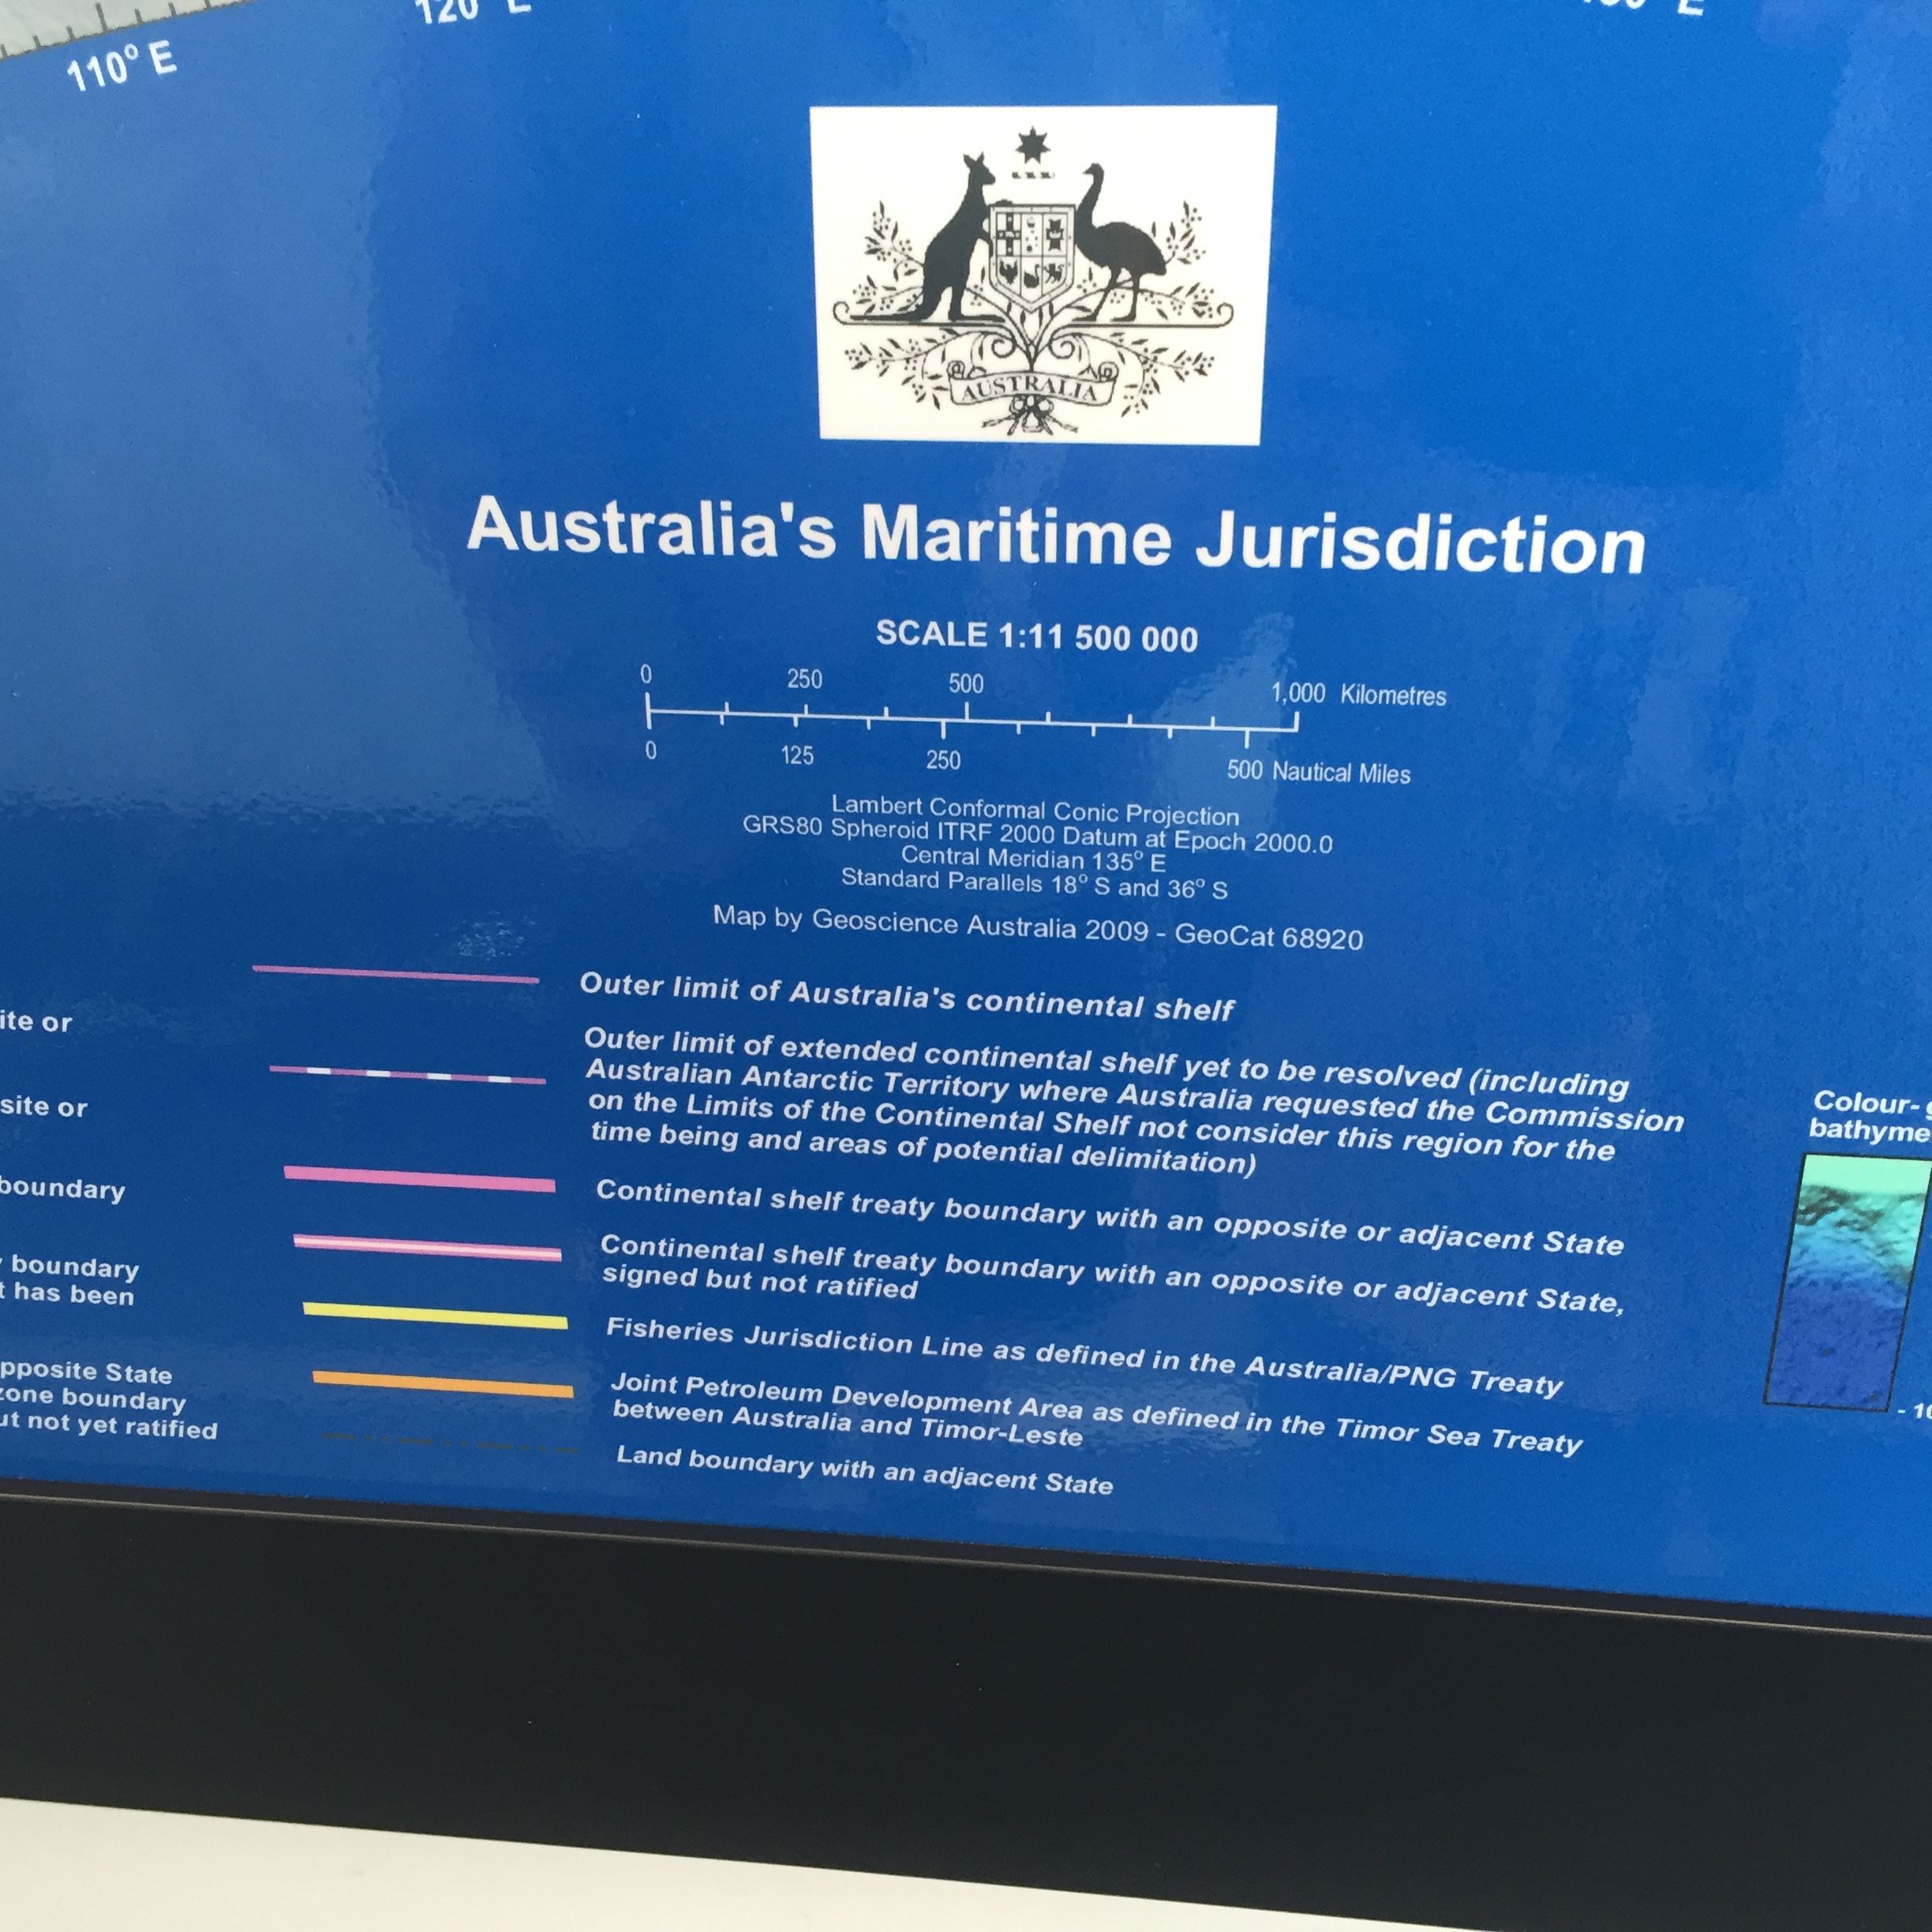 110° E
120° E
AUSTRALIA
Australia's Maritime Jurisdiction
SCALE 1:11 500 000
0 250 500 1,000 Kilometres
0 125 250 500 Nautical Miles
Lambert Conformal Conic Projection
GRS80 Spheroid ITRF 2000 Datum at Epoch 2000.0
Central Meridian 135° E
Standard Parallels 18° S and 36° S
Map by Geoscience Australia 2009 - GeoCat 68920
ite or
site or
boundary
boundary
t has been
pposite State
zone boundary
ut not yet ratified
Outer limit of Australia's continental shelf
Outer limit of extended continental shelf yet to be resolved (including
Australian Antarctic Territory where Australia requested the Commission
on the Limits of the Continental Shelf not consider this region for the
time being and areas of potential delimitation)
Continental shelf treaty boundary with an opposite or adjacent State
Continental shelf treaty boundary with an opposite or adjacent State,
signed but not ratified
Fisheries Jurisdiction Line as defined in the Australia/PNG Treaty
Joint Petroleum Development Area as defined in the Timor Sea Treaty
between Australia and Timor-Leste
Land boundary with an adjacent State
Colour-
bathyme
- 10